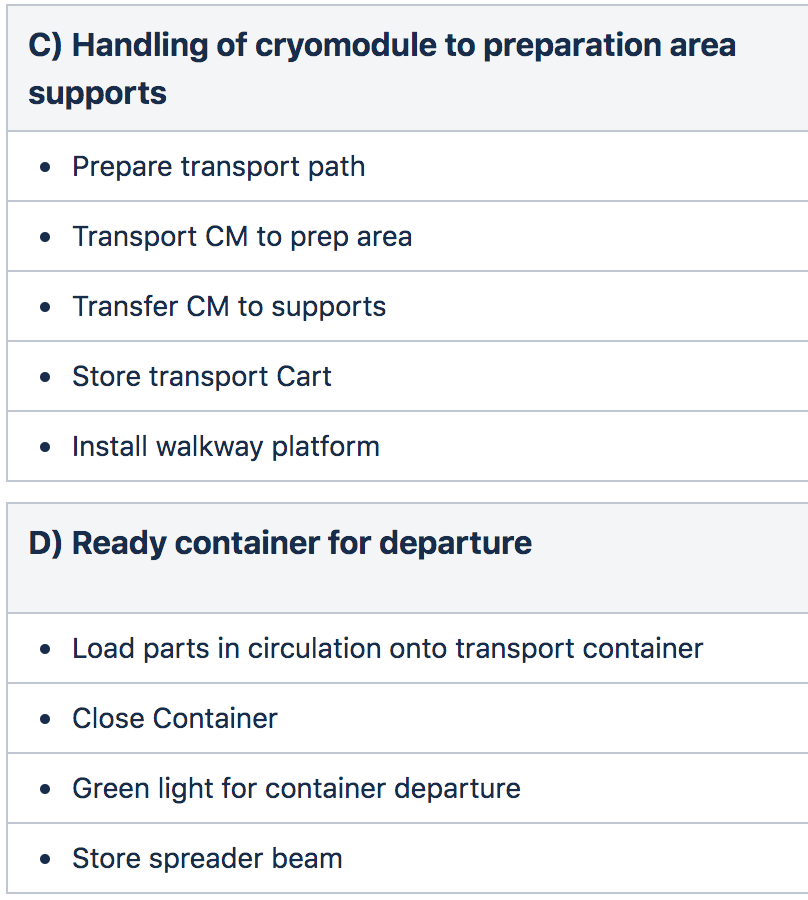 C) Handling of cryomodule to preparation area
supports
• Prepare transport path
• Transport CM to prep area
• Transfer CM to supports
• Store transport Cart
• Install walkway platform
D) Ready container for departure
• Load parts in circulation onto transport container
• Close Container
• Green light for container departure
• Store spreader beam